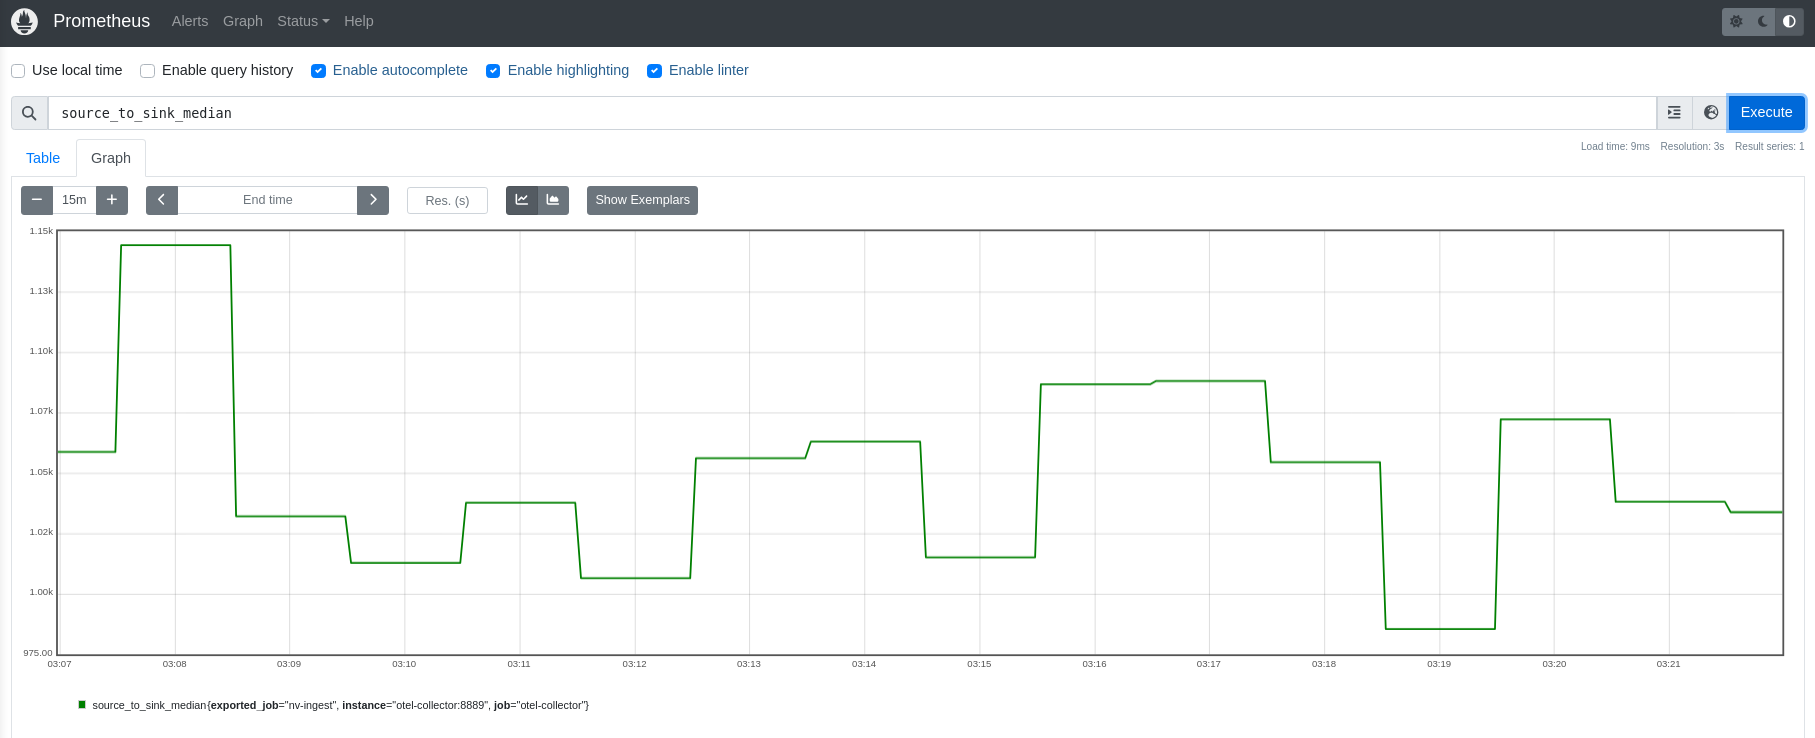 Prometheus Alerts Graph Status Help
Use local time Enable query history Enable autocomplete Enable highlighting Enable linter
source_to_sink_median Execute
Table Graph Load time: 9ms Resolution: 3s Result series: 1
15m End time Res. (s) Show Exemplars
1.15k
1.13k
1.10k
1.07k
1.05k
1.02k
1.00k
975.00
03:07 03:08 03:09 03:10 03:11 03:12 03:13 03:14 03:15 03:16 03:17 03:18 03:19 03:20 03:21
source_to_sink_median{exported_job="nv-ingest", instance="otel-collector:8889", job="otel-collector"}